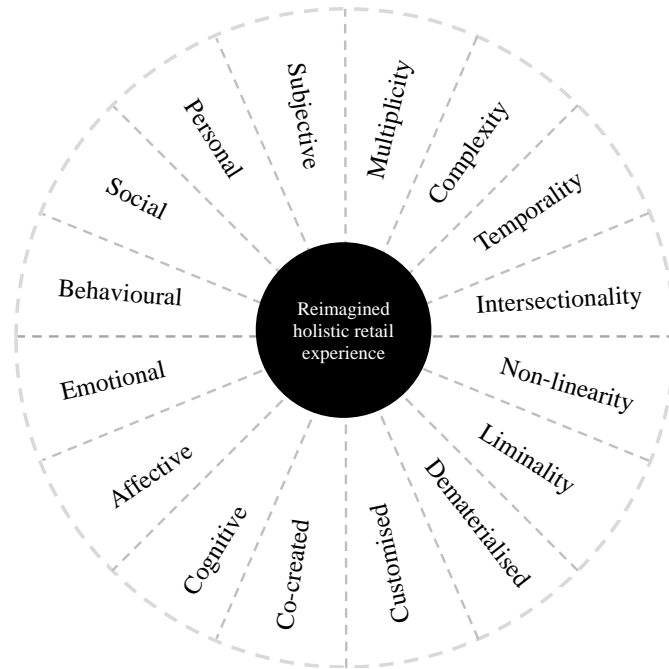 Reimagined
holistic retail
experience
Multiplicity
Complexity
Temporality
Intersectionality
Non-linearity
Liminality
Dematerialised
Customised
Co-created
Cognitive
Affective
Emotional
Behavioural
Social
Personal
Subjective